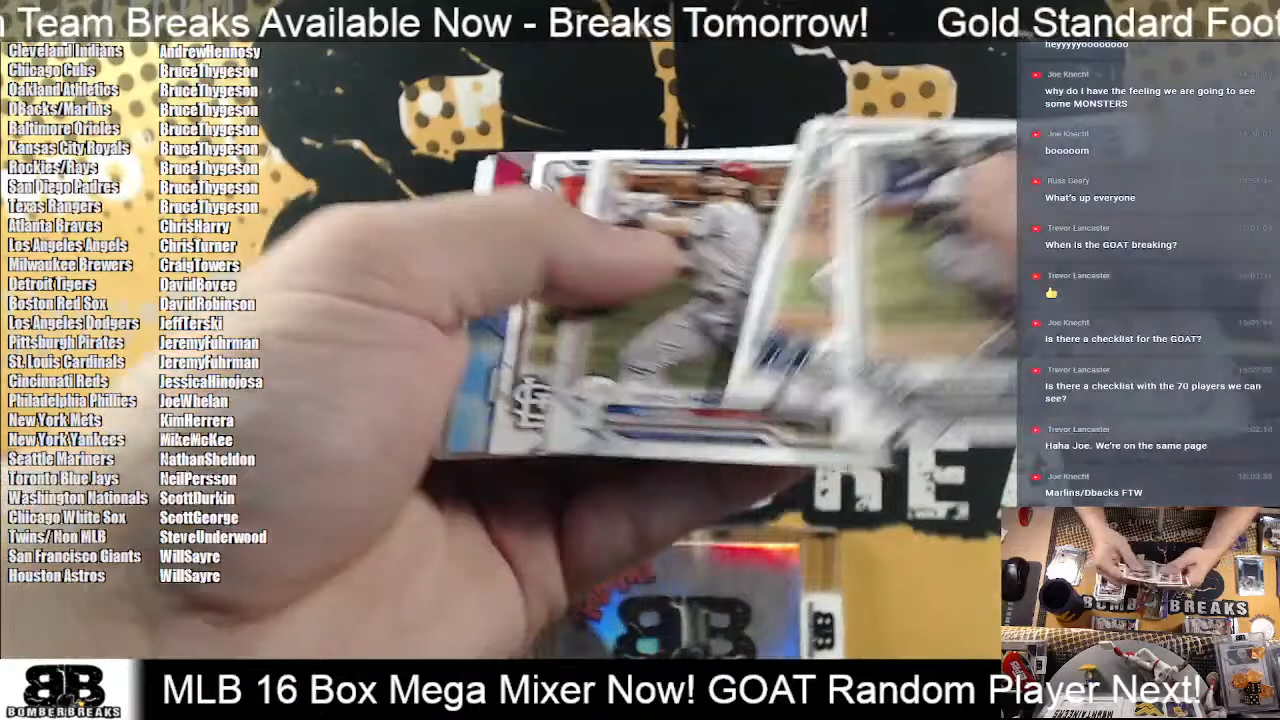 n Team Breaks Available Now - Breaks Tomorrow! Gold Standard Foo
Cleveland Indians AndrewHennosy
Chicago Cubs BruceThygeson
Oakland Athletics BruceThygeson
DBacks/Marlins BruceThygeson
Baltimore Orioles BruceThygeson
Kansas City Royals BruceThygeson
Rockies/Rays BruceThygeson
San Diego Padres BruceThygeson
Texas Rangers BruceThygeson
Atlanta Braves ChrisHarry
Los Angeles Angels ChrisTurner
Milwaukee Brewers CraigTowers
Detroit Tigers DavidBovee
Boston Red Sox DavidRobinson
Los Angeles Dodgers JeffTerski
Pittsburgh Pirates JeremyFuhrman
St. Louis Cardinals JeremyFuhrman
Cincinnati Reds JessicaHinojosa
Philadelphia Phillies JoeWhelan
New York Mets KimHerrera
New York Yankees MikeMcKee
Seattle Mariners NathanSheldon
Toronto Blue Jays NeilPersson
Washington Nationals ScottDurkin
Chicago White Sox ScottGeorge
Twins/ Non MLB SteveUnderwood
San Francisco Giants WillSayre
Houston Astros WillSayre
heyyyyyooooooo
Joe Knecht
why do i have the feeling we are going to see
some MONSTERS
Joe Knecht
booooom
Russ Geary
What's up everyone
Trevor Lancaster
When is the GOAT breaking?
Trevor Lancaster
👍
Joe Knecht
Is there a checklist for the GOAT?
Trevor Lancaster
Is there a checklist with the 70 players we can
see?
Trevor Lancaster
Haha Joe. We're on the same page
Joe Knecht
Marlins/Dbacks FTW
BOMB BREAKS
BB
BOMBERBREAKS
MLB 16 Box Mega Mixer Now! GOAT Random Player Next!